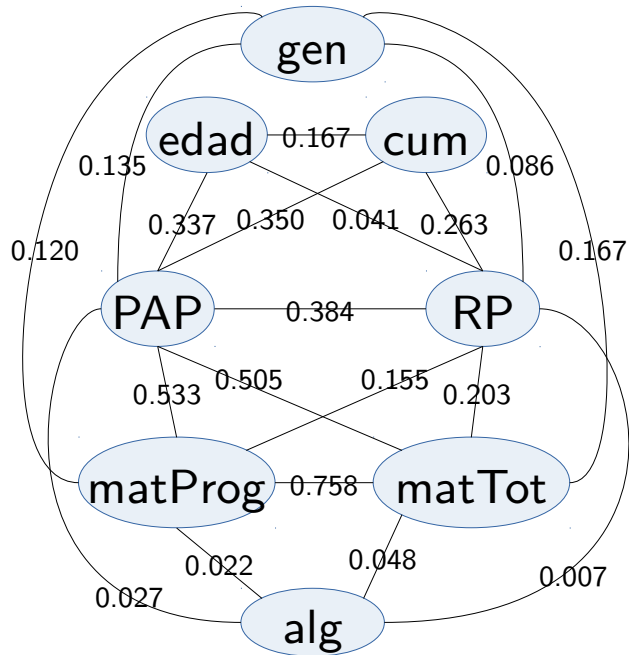 gen
edad 0.167 cum
0.135 0.086
0.337 0.350 0.041 0.263
0.120 0.167
PAP 0.384 RP
0.533 0.505 0.155 0.203
matProg 0.758 matTot
0.022 0.048
0.027 0.007
alg